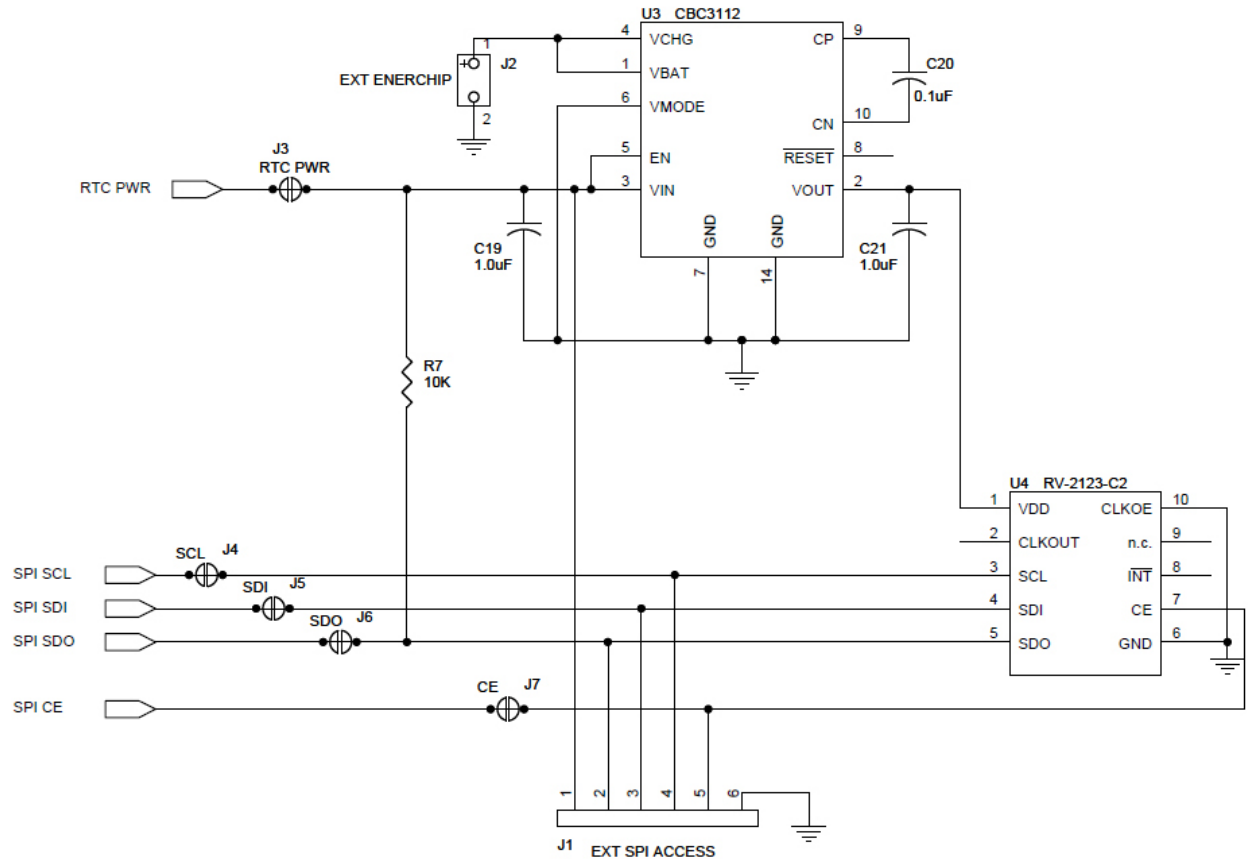 U3 CBC3112
4 VCHG CP 9
1 VBAT
6 VMODE CN 10
5 EN RESET 8
3 VIN VOUT 2
GND GND
7 14
C20
0.1uF
1
+
J2
EXT ENERCHIP
2
J3
RTC PWR
RTC PWR
C19
1.0uF
C21
1.0uF
R7
10K
U4 RV-2123-C2
1 VDD CLKOE 10
2 CLKOUT n.c. 9
3 SCL INT 8
4 SDI CE 7
5 SDO GND 6
SCL J4
SPI SCL
SDI J5
SPI SDI
SDO J6
SPI SDO
CE J7
SPI CE
1 2 3 4 5 6
J1 EXT SPI ACCESS